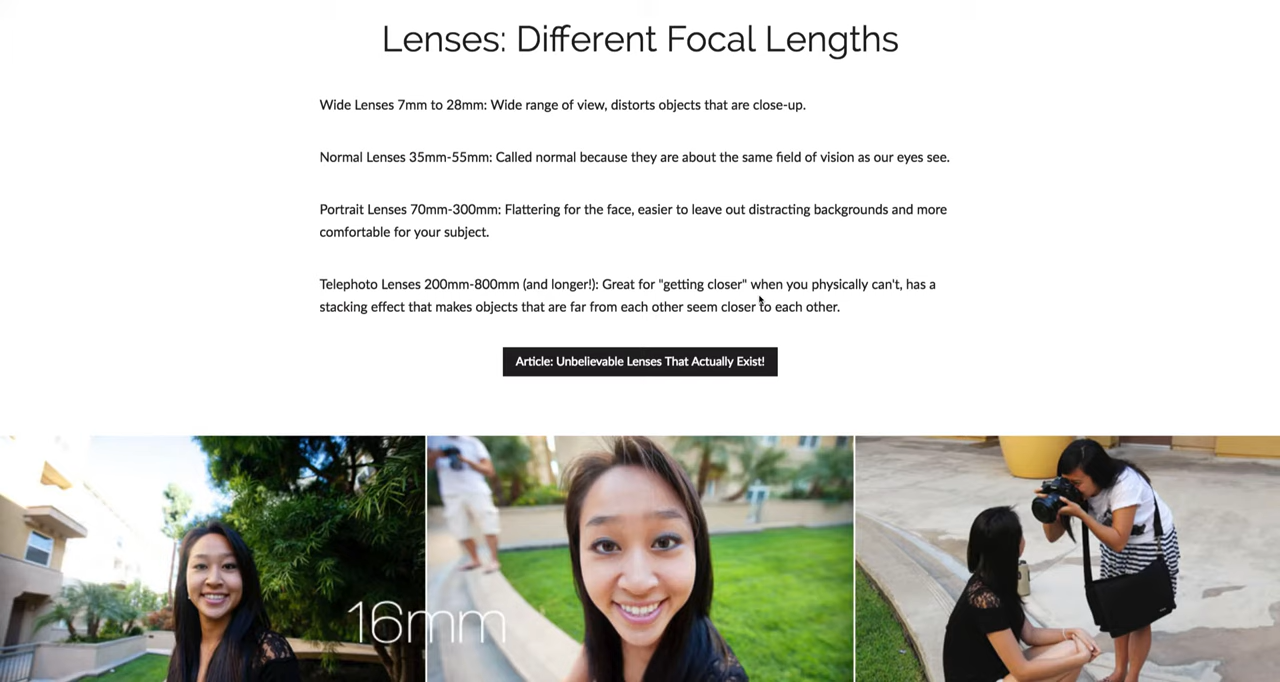 Lenses: Different Focal Lengths
Wide Lenses 7mm to 28mm: Wide range of view, distorts objects that are close-up.
Normal Lenses 35mm-55mm: Called normal because they are about the same field of vision as our eyes see.
Portrait Lenses 70mm-300mm: Flattering for the face, easier to leave out distracting backgrounds and more
comfortable for your subject.
Telephoto Lenses 200mm-800mm (and longer!): Great for "getting closer" when you physically can't, has a
stacking effect that makes objects that are far from each other seem closer to each other.
Article: Unbelievable Lenses That Actually Exist!
16mm